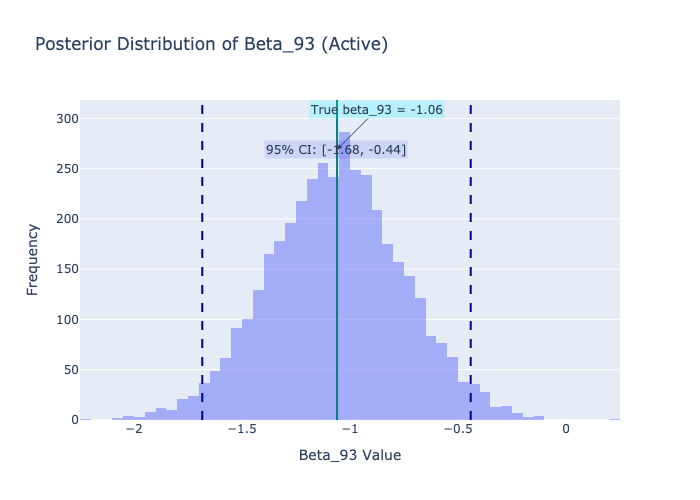 Posterior Distribution of Beta_93 (Active)
True beta_93 = -1.06
95% CI: [-1.68, -0.44]
300
250
200
150
100
50
0
Frequency
−2
−1.5
−1
−0.5
0
Beta_93 Value